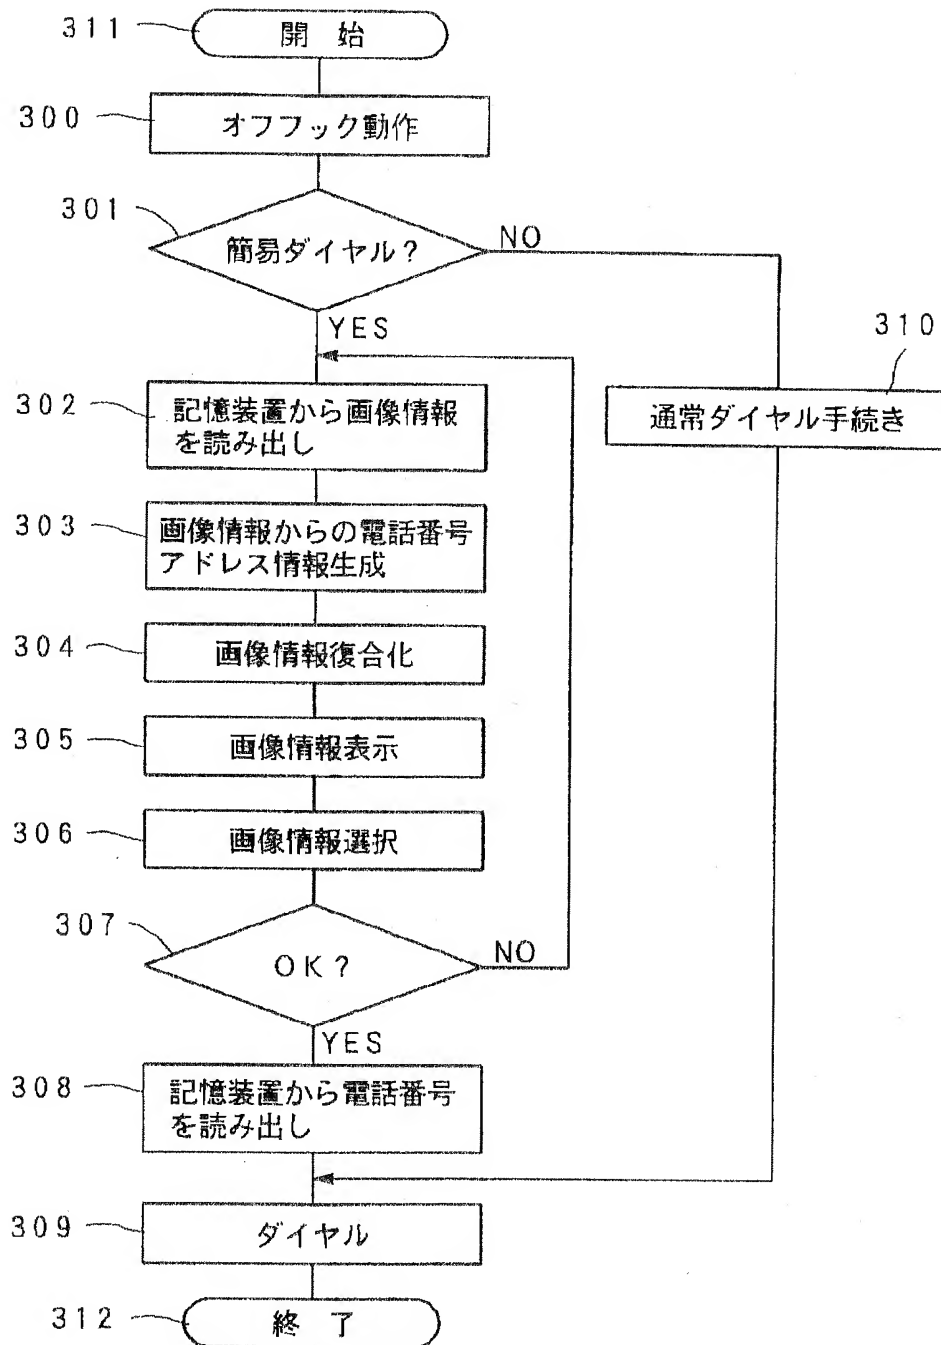 311
開始
300
オフフック動作
301
簡易ダイヤル?
NO
YES
310
302
記憶装置から画像情報
を読み出し
通常ダイヤル手続き
303
画像情報からの電話番号
アドレス情報生成
304
画像情報復合化
305
画像情報表示
306
画像情報選択
307
OK?
NO
YES
308
記憶装置から電話番号
を読み出し
309
ダイヤル
312
終了